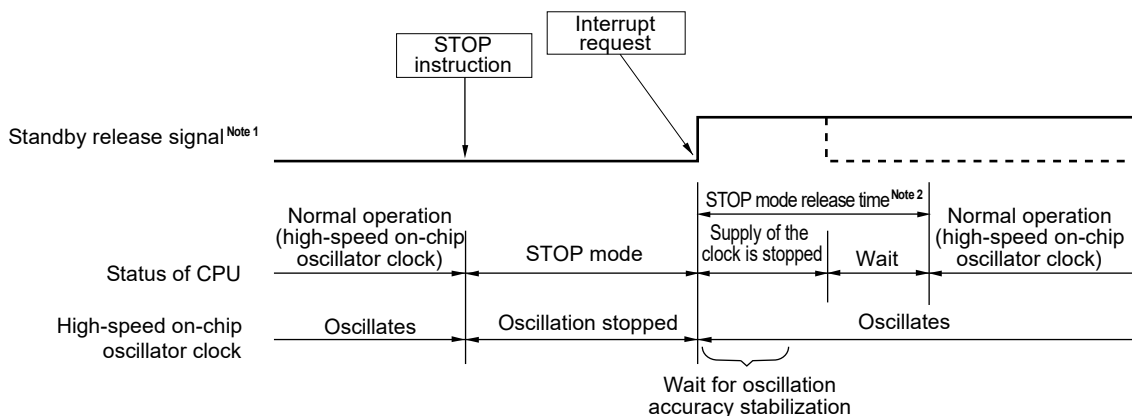 Interrupt
request
STOP
instruction
Standby release signal Note 1
STOP mode release time Note 2
Normal operation
(high-speed on-chip
oscillator clock)
Supply of the
clock is stopped
Normal operation
(high-speed on-chip
oscillator clock)
Status of CPU
STOP mode
Wait
High-speed on-chip
oscillator clock
Oscillates
Oscillation stopped
Oscillates
Wait for oscillation
accuracy stabilization